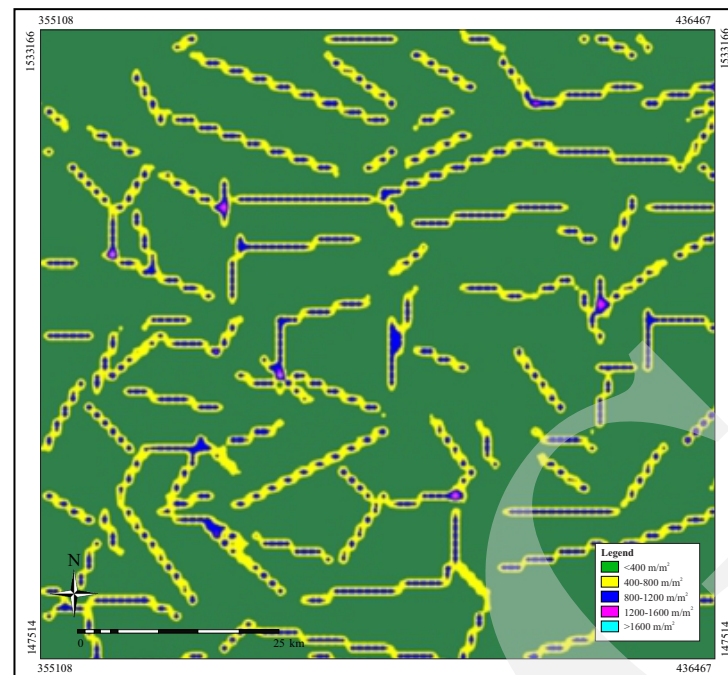 355108 436467
1533166 1533166
N
0 25 km
Legend
<400 m/m²
400-800 m/m²
800-1200 m/m²
1200-1600 m/m²
>1600 m/m²
147514 147514
355108 436467